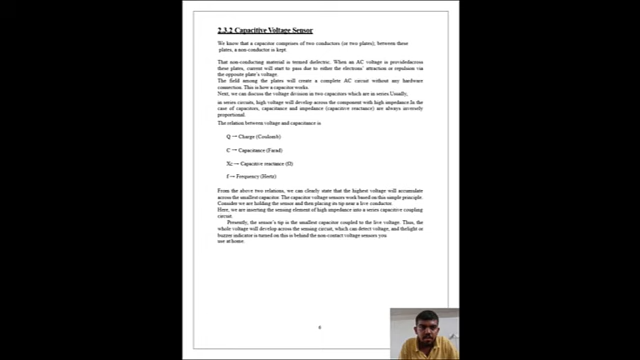 2.3.2 Capacitive Voltage Sensor
We know that a capacitor comprises of two conductors (or two plates), between these
plates, a non-conductor is kept
That non-conducting material is termed dielectric. When an AC voltage is providedacross
these plates, current will start to pass due to either the electrons' attraction or repulsion via
the opposite plate's voltage.
The field among the plates will create a complete AC circuit without any hardware
connection. This is how a capacitor works.
Next, we can discuss the voltage division in two capacitors which are in series.Usually,
in series circuits, high voltage will develop across the component with high impedance.In the
case of capacitors, capacitance and impedance (capacitive reactance) are always inversely
proportional.
The relation between voltage and capacitance is
Q → Charge (Coulomb)
C → Capacitance (Farad)
XC → Capacitive reactance (Ω)
f → Frequency (Hertz)
From the above two relations, we can clearly state that the highest voltage will accumulate
across the smallest capacitor. The capacitor voltage sensors work based on this simple principle.
Consider we are holding the sensor and then placing its tip near a live conductor.
Here, we are inserting the sensing element of high impedance into a series capacitive coupling
circuit.
Presently, the sensor's tip is the smallest capacitor coupled to the live voltage. Thus, the
whole voltage will develop across the sensing circuit, which can detect voltage, and thelight or
buzzer indicator is turned on this is behind the non-contact voltage sensors you
use at home.